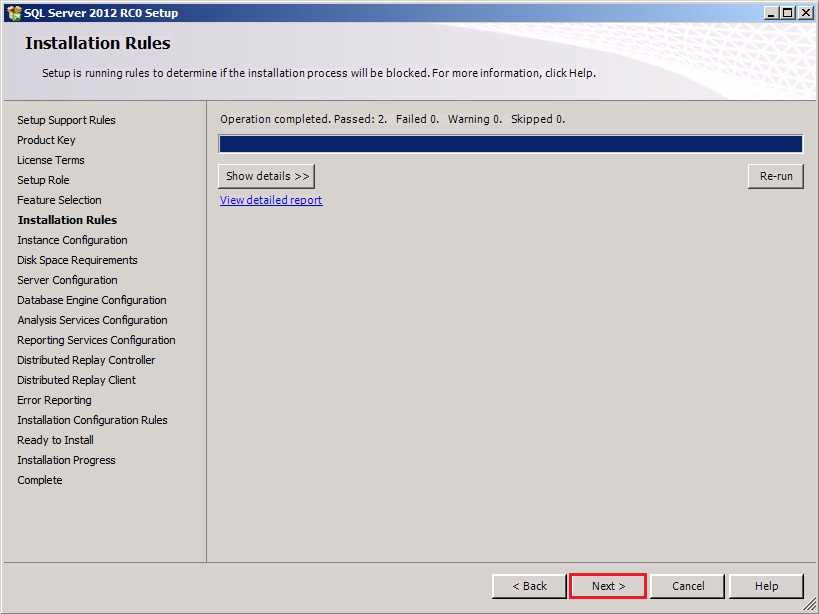 SQL Server 2012 RC0 Setup
Installation Rules
Setup is running rules to determine if the installation process will be blocked. For more information, click Help.
Setup Support Rules
Product Key
License Terms
Setup Role
Feature Selection
Installation Rules
Instance Configuration
Disk Space Requirements
Server Configuration
Database Engine Configuration
Analysis Services Configuration
Reporting Services Configuration
Distributed Replay Controller
Distributed Replay Client
Error Reporting
Installation Configuration Rules
Ready to Install
Installation Progress
Complete
Operation completed. Passed: 2.   Failed 0.   Warning 0.   Skipped 0.
Show details >>
Re-run
View detailed report
< Back
Next >
Cancel
Help